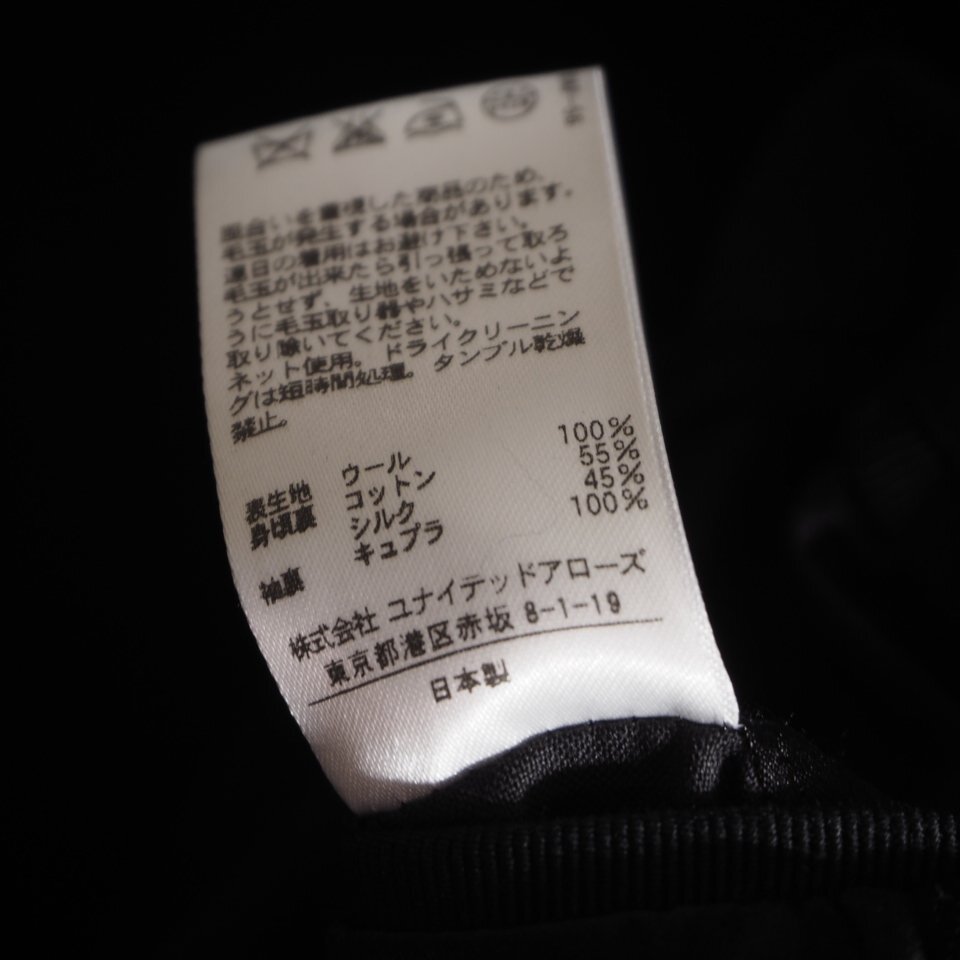 風合いを重視した商品のため、
毛玉が発生する場合があります。
連日の着用はお避け下さい。
毛玉が出来たら引っ張って取ろ
うとせず、生地をいためないよ
うに毛玉取り器やハサミなどで
取り除いてください。
ネット使用。ドライクリーニン
グは短時間処理。タンブル乾燥
禁止。
表生地 ウール 100%
身頃裏 コットン 55%
シルク 45%
袖裏 キュプラ 100%
株式会社 ユナイテッドアローズ
東京都港区赤坂 8-1-19
日本製